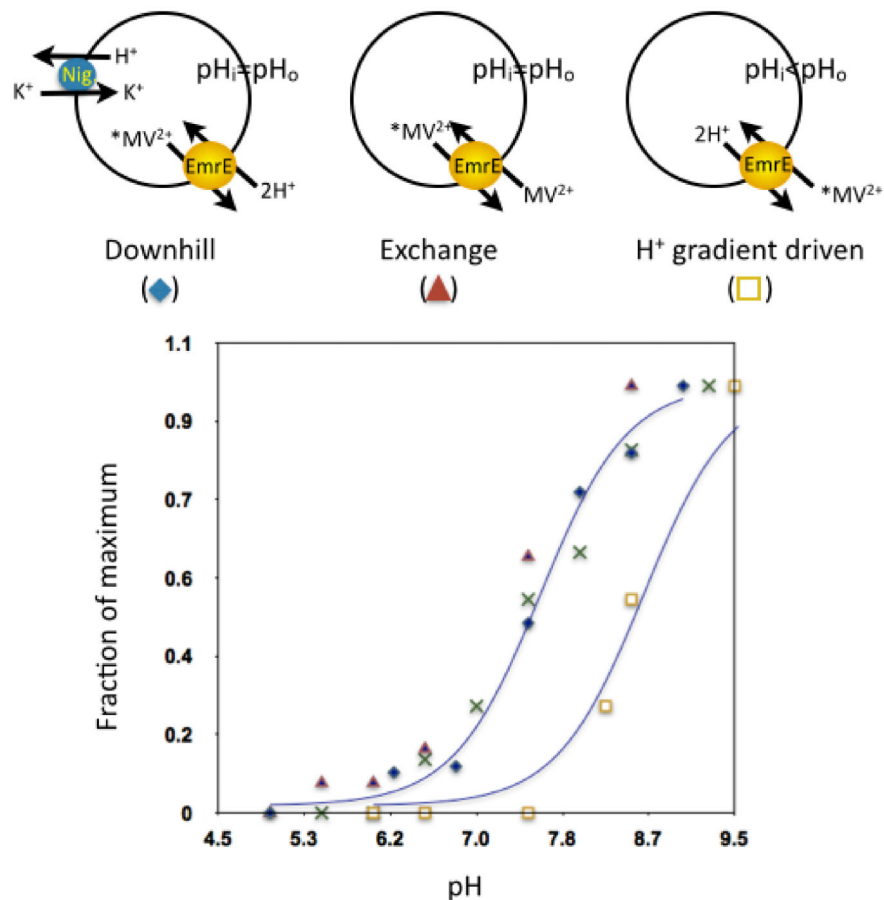 H⁺
Nig.
K⁺ K⁺
pHᵢ=pHₒ
*MV²⁺
EmrE
2H⁺
pHᵢ=pHₒ
*MV²⁺
EmrE
MV²⁺
pHᵢ<pHₒ
2H⁺
EmrE
*MV²⁺
Downhill
Exchange
H⁺ gradient driven
( )
( )
( )
Fraction of maximum
1.1
0.9
0.7
0.6
0.4
0.2
0
4.5 5.3 6.2 7.0 7.8 8.7 9.5
pH